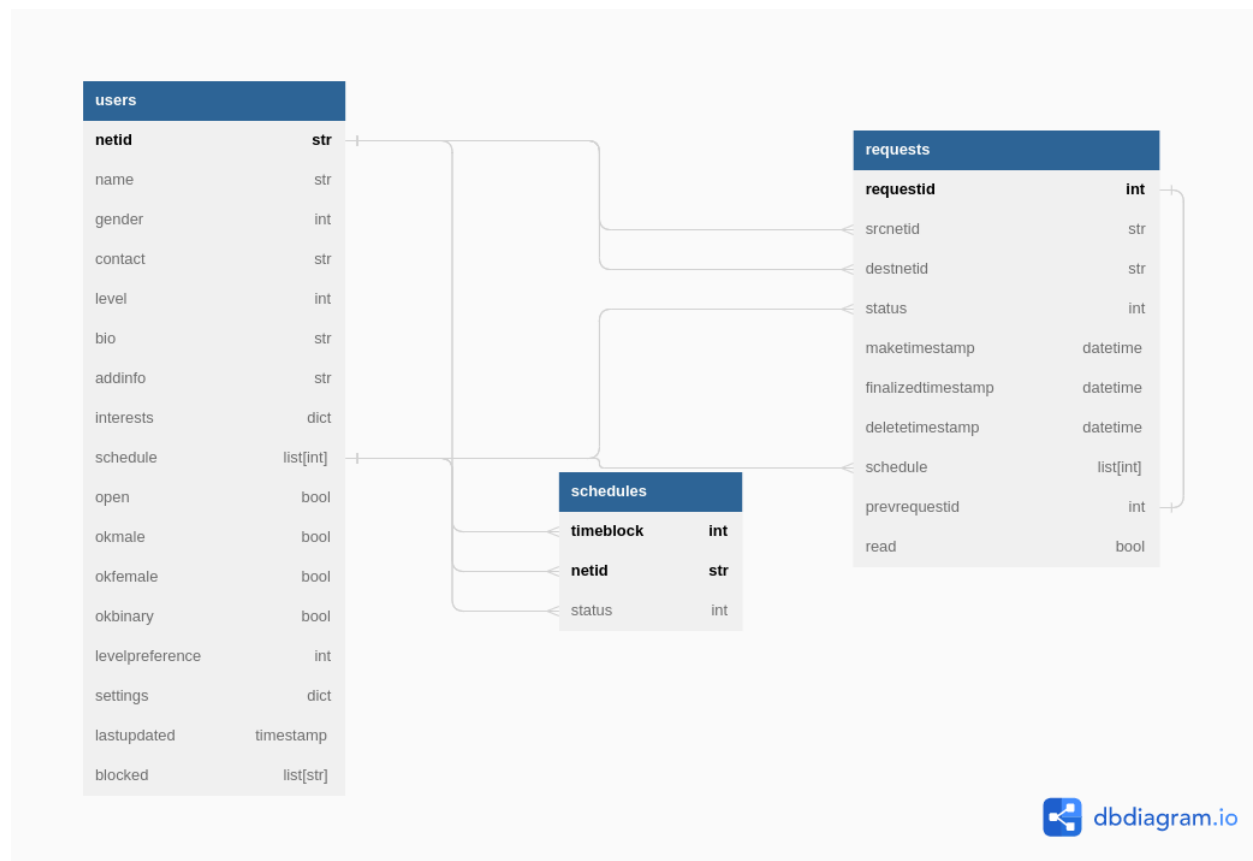 users
netid str
name str
gender int
contact str
level int
bio str
addinfo str
interests dict
schedule list[int]
open bool
okmale bool
okfemale bool
okbinary bool
levelpreference int
settings dict
lastupdated timestamp
blocked list[str]
schedules
timeblock int
netid str
status int
requests
requestid int
srcnetid str
destnetid str
status int
maketimestamp datetime
finalizedtimestamp datetime
deletetimestamp datetime
schedule list[int]
prevrequestid int
read bool
dbdiagram.io